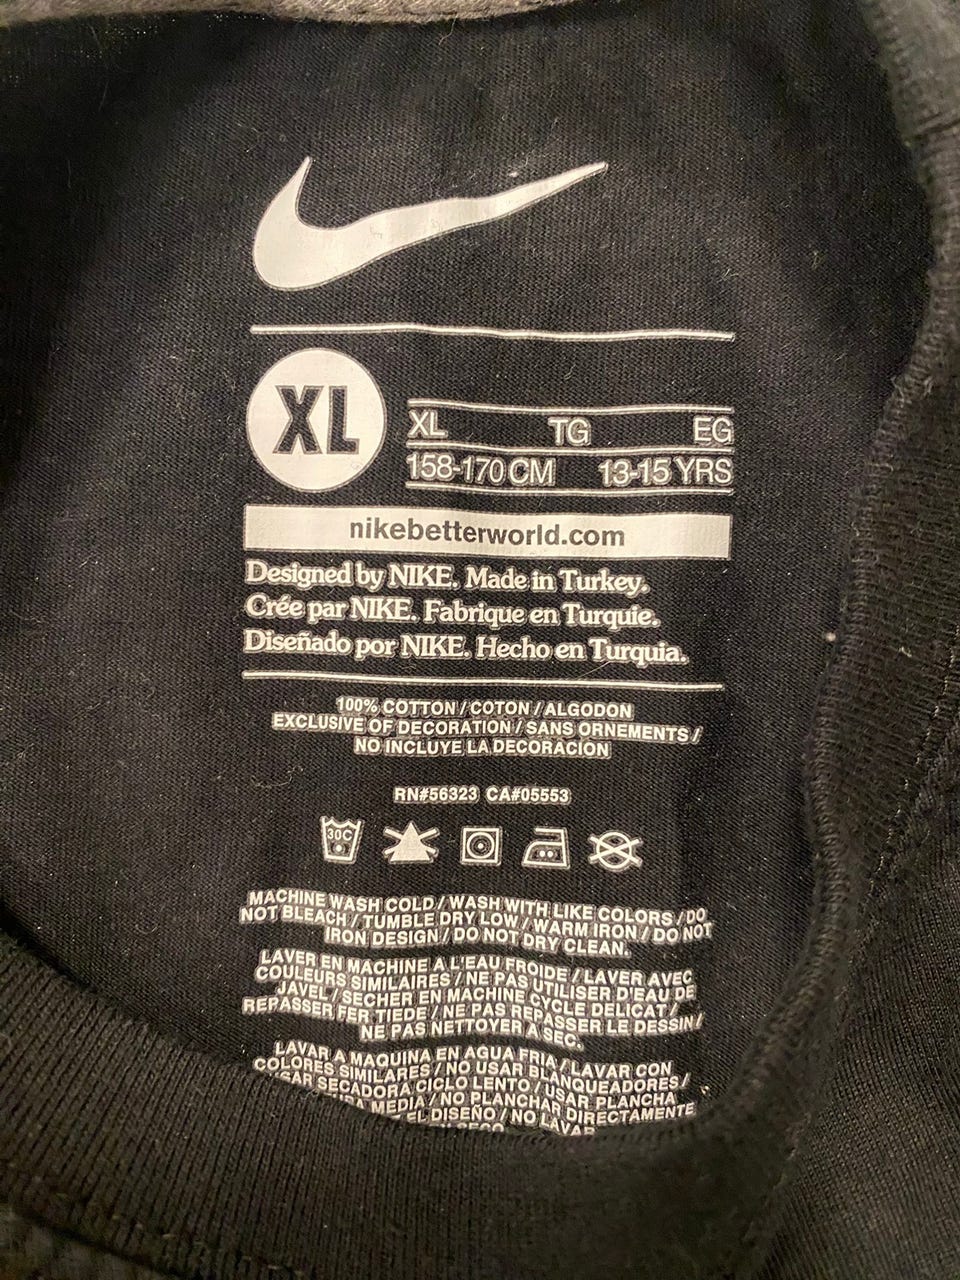 XL
XL TG EG
158-170 CM 13-15 YRS
nikebetterworld.com
Designed by NIKE. Made in Turkey.
Crée par NIKE. Fabrique en Turquie.
Diseñado por NIKE. Hecho en Turquia.
100% COTTON / COTON / ALGODON
EXCLUSIVE OF DECORATION / SANS ORNEMENTS /
NO INCLUYE LA DECORACION
RN#56323 CA#05553
30C
MACHINE WASH COLD / WASH WITH LIKE COLORS / DO
NOT BLEACH / TUMBLE DRY LOW / WARM IRON / DO NOT
IRON DESIGN / DO NOT DRY CLEAN.
LAVER EN MACHINE A L'EAU FROIDE / LAVER AVEC
COULEURS SIMILAIRES / NE PAS UTILISER D'EAU DE
JAVEL / SECHER EN MACHINE CYCLE DELICAT /
REPASSER FER TIEDE / NE PAS REPASSER LE DESSIN /
NE PAS NETTOYER A SEC.
LAVAR A MAQUINA EN AGUA FRIA / LAVAR CON
COLORES SIMILARES / NO USAR BLANQUEADORES /
SECADORA CICLO LENTO / USAR PLANCHA
MEDIA / NO PLANCHAR DIRECTAMENTE
EL DISEÑO / NO LAVAR